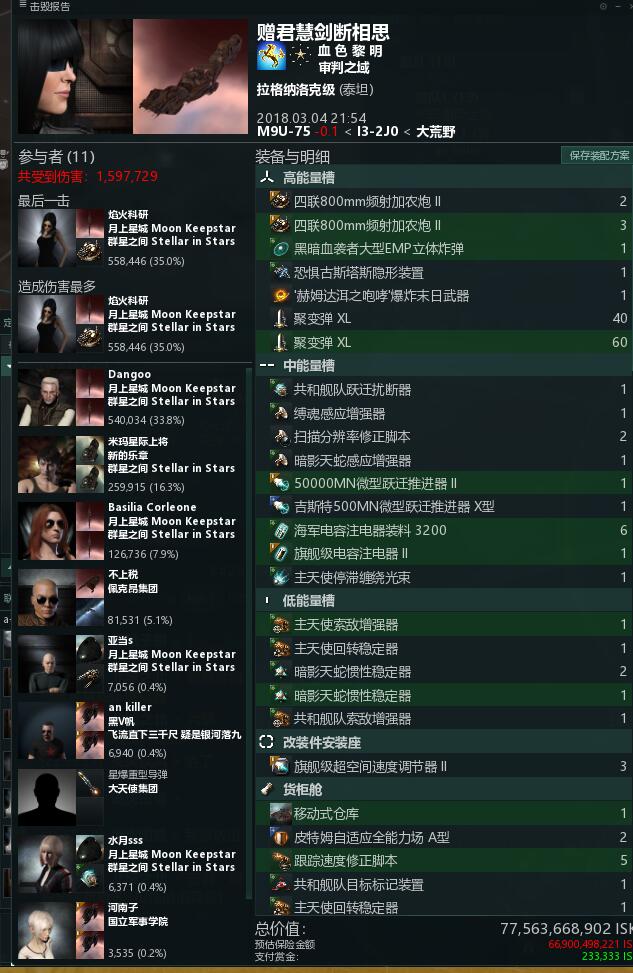 击毁报告
赠君慧剑断相思
血色黎明
审判之域
拉格纳洛克级 (泰坦)
2018.03.04 21:54
M9U-75 -0.1 < I3-2J0 < 大荒野
参与者 (11)
共受到伤害: 1,597,729
最后一击
焰火科研
月上星城 Moon Keepstar
群星之间 Stellar in Stars
558,446 (35.0%)
造成伤害最多
焰火科研
月上星城 Moon Keepstar
群星之间 Stellar in Stars
558,446 (35.0%)
Dangoo
月上星城 Moon Keepstar
群星之间 Stellar in Stars
540,034 (33.8%)
米玛星际上将
新的乐章
群星之间 Stellar in Stars
259,915 (16.3%)
Basilia Corleone
月上星城 Moon Keepstar
群星之间 Stellar in Stars
126,736 (7.9%)
不上税
佩克昂集团
81,531 (5.1%)
亚当s
月上星城 Moon Keepstar
群星之间 Stellar in Stars
7,056 (0.4%)
an killer
黑V帆
飞流直下三千尺 疑是银河落九
6,940 (0.4%)
星爆重型导弹
大天使集团
水月sss
月上星城 Moon Keepstar
群星之间 Stellar in Stars
6,371 (0.4%)
河南子
国立军事学院
3,535 (0.2%)
装备与明细
保存装配方案
高能量槽
四联800mm频射加农炮 II 2
四联800mm频射加农炮 II 3
黑暗血袭者大型EMP立体炸弹 1
恐惧古斯塔斯隐形装置 1
'赫姆达洱之咆哮'爆炸末日武器 1
聚变弹 XL 40
聚变弹 XL 60
中能量槽
共和舰队跃迁扰断器 1
缚魂感应增强器 1
扫描分辨率修正脚本 2
暗影天蛇感应增强器 1
50000MN微型跃迁推进器 II 1
吉斯特500MN微型跃迁推进器 X型 1
海军电容注电器装料 3200 6
旗舰级电容注电器 II 1
主天使停滞缠绕光束 1
低能量槽
主天使索敌增强器 1
主天使回转稳定器 1
暗影天蛇惯性稳定器 2
暗影天蛇惯性稳定器 1
共和舰队索敌增强器 1
改装件安装座
旗舰级超空间速度调节器 II 3
货柜舱
移动式仓库 1
皮特姆自适应全能力场 A型 2
跟踪速度修正脚本 5
共和舰队目标标记装置 1
主天使回转稳定器 1
总价值: 77,563,668,902 ISK
预估保险金额 66,900,498,221 ISK
支付赏金: 233,333 ISK